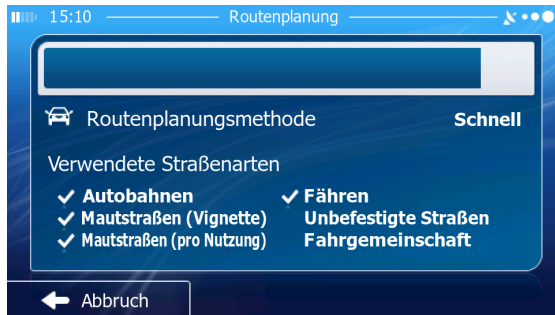 15:10 Routenplanung
Routenplanungsmethode Schnell
Verwendete Straßenarten
Autobahnen Fähren
Mautstraßen (Vignette) Unbefestigte Straßen
Mautstraßen (pro Nutzung) Fahrgemeinschaft
Abbruch